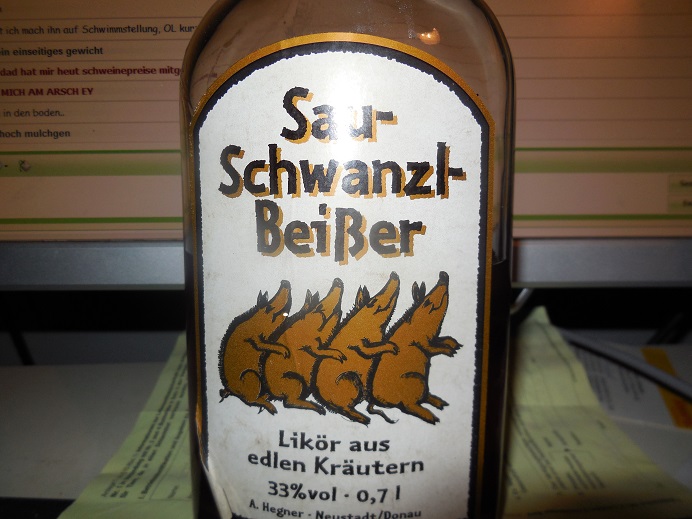 t ich mach ihn auf Schwimmstellung, OL kur
ein einseitiges gewicht
dad hat mir heut schweinepreise mitg
MICH AM ARSCH EY
in den boden..
hoch mulchgen
Sau-
Schwanzl-
Beißer
Likör aus
edlen Kräutern
33%vol · 0,7 l
A. Hegner · Neustadt/Donau